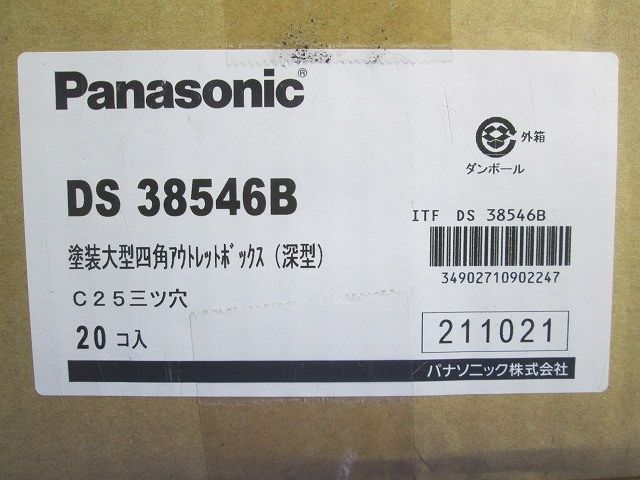 Panasonic®
外箱
ダンボール
DS 38546B
ITF DS 38546B
塗装大型四角ｱｳﾄﾚｯﾄﾎﾞｯｸｽ（深型）
34902710902247
C25三ツ穴
20 コ入
211021
パナソニック株式会社